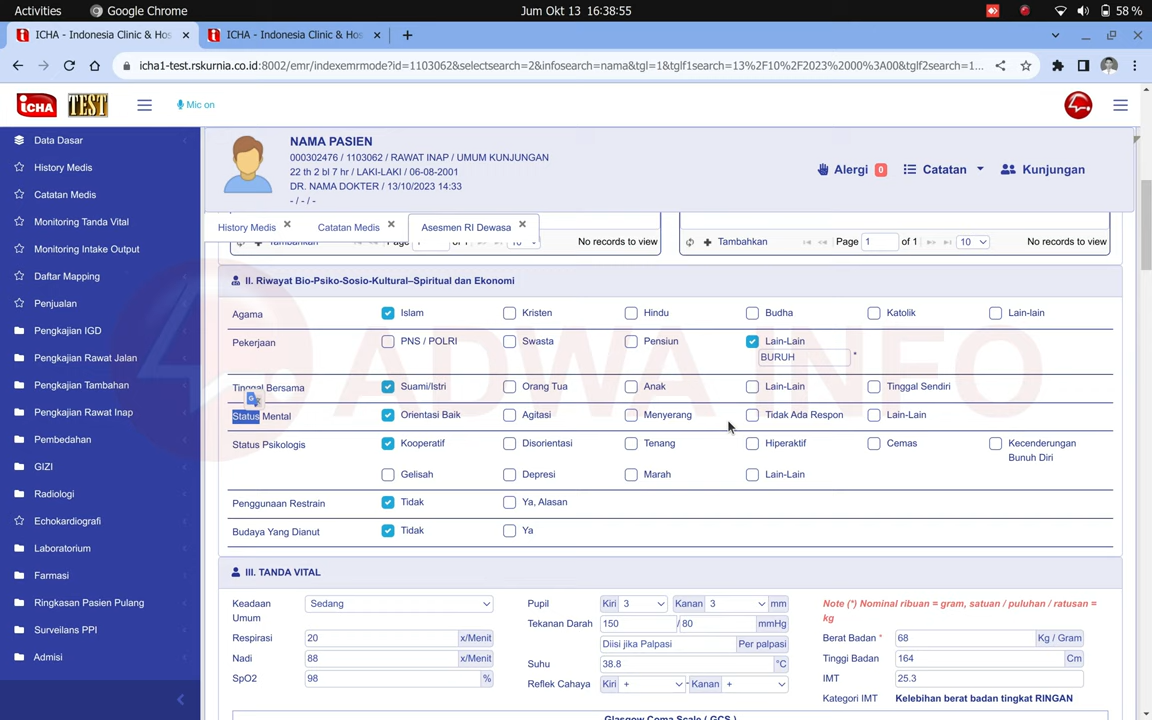 Activities
Google Chrome
Jum Okt 13 16:38:55
58 %
ICHA - Indonesia Clinic & Hos
ICHA - Indonesia Clinic & Hos
icha1-test.rskurnia.co.id:8002/emr/indexemrmode?id=1103062&selectsearch=2&infosearch=nama&tgl=1&tglf1search=13%2F10%2F2023%2000%3A00&tglf2search=1...
iCHA TEST
Mic on
Data Dasar
History Medis
Catatan Medis
Monitoring Tanda Vital
Monitoring Intake Output
Daftar Mapping
Penjualan
Pengkajian IGD
Pengkajian Rawat Jalan
Pengkajian Tambahan
Pengkajian Rawat Inap
Pembedahan
GIZI
Radiologi
Echokardiografi
Laboratorium
Farmasi
Ringkasan Pasien Pulang
Surveilans PPI
Admisi
NAMA PASIEN
000302476 / 1103062 / RAWAT INAP / UMUM KUNJUNGAN
22 th 2 bl 7 hr / LAKI-LAKI / 06-08-2001
DR. NAMA DOKTER / 13/10/2023 14:33
- / - / -
Alergi 0
Catatan
Kunjungan
History Medis
Catatan Medis
Asesmen RI Dewasa
Tambahkan Page 1 of 1 10 No records to view
Tambahkan Page 1 of 1 10 No records to view
II. Riwayat Bio-Psiko-Sosio-Kultural–Spiritual dan Ekonomi
Agama Islam Kristen Hindu Budha Katolik Lain-lain
Pekerjaan PNS / POLRI Swasta Pensiun Lain-Lain
BURUH *
Tinggal Bersama Suami/Istri Orang Tua Anak Lain-Lain Tinggal Sendiri
Status Mental Orientasi Baik Agitasi Menyerang Tidak Ada Respon Lain-Lain
Status Psikologis Kooperatif Disorientasi Tenang Hiperaktif Cemas Kecenderungan
Bunuh Diri
Gelisah Depresi Marah Lain-Lain
Penggunaan Restrain Tidak Ya, Alasan
Budaya Yang Dianut Tidak Ya
ADWA INFO
III. TANDA VITAL
Keadaan Umum Sedang
Respirasi 20 x/Menit
Nadi 88 x/Menit
SpO2 98 %
Pupil Kiri 3 Kanan 3 mm
Tekanan Darah 150 / 80 mmHg
Diisi jika Palpasi Per palpasi
Suhu 38.8 °C
Reflek Cahaya Kiri + - Kanan +
Note (*) Nominal ribuan = gram, satuan / puluhan / ratusan =
kg
Berat Badan * 68 Kg / Gram
Tinggi Badan 164 Cm
IMT 25.3
Kategori IMT Kelebihan berat badan tingkat RINGAN
Glasgow Coma Scale ( GCS )